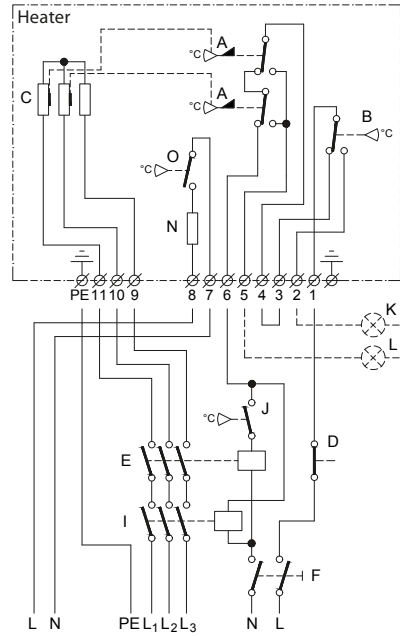 Heater
°C A
°C A
C
B
°C
O
°C
N
PE 11 10 9 8 7 6 5 4 3 2 1
K
L
J
°C
D
E
I
F
L N PE L₁ L₂ L₃ N L